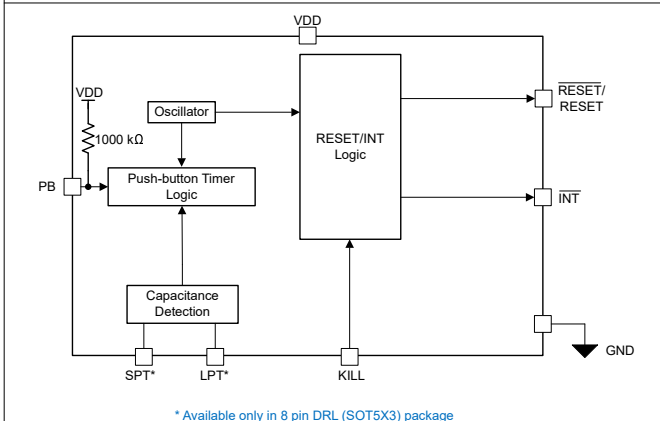 VDD
VDD
1000 kΩ
Oscillator
RESET/
RESET
RESET/INT
Logic
PB
Push-button Timer
Logic
INT
Capacitance
Detection
GND
SPT*
LPT*
KILL
* Available only in 8 pin DRL (SOT5X3) package